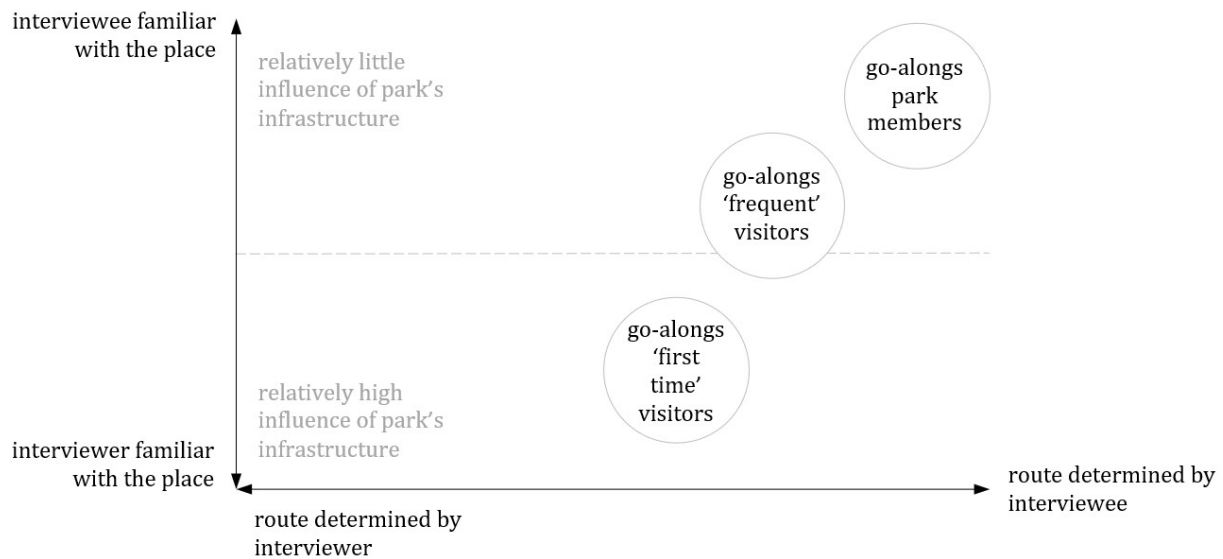 interviewee familiar
with the place
relatively little
influence of park's
infrastructure
go-alongs
park
members
go-alongs
‘frequent’
visitors
go-alongs
‘first
time’
visitors
relatively high
influence of park's
infrastructure
interviewer familiar
with the place
route determined by
interviewer
route determined by
interviewee